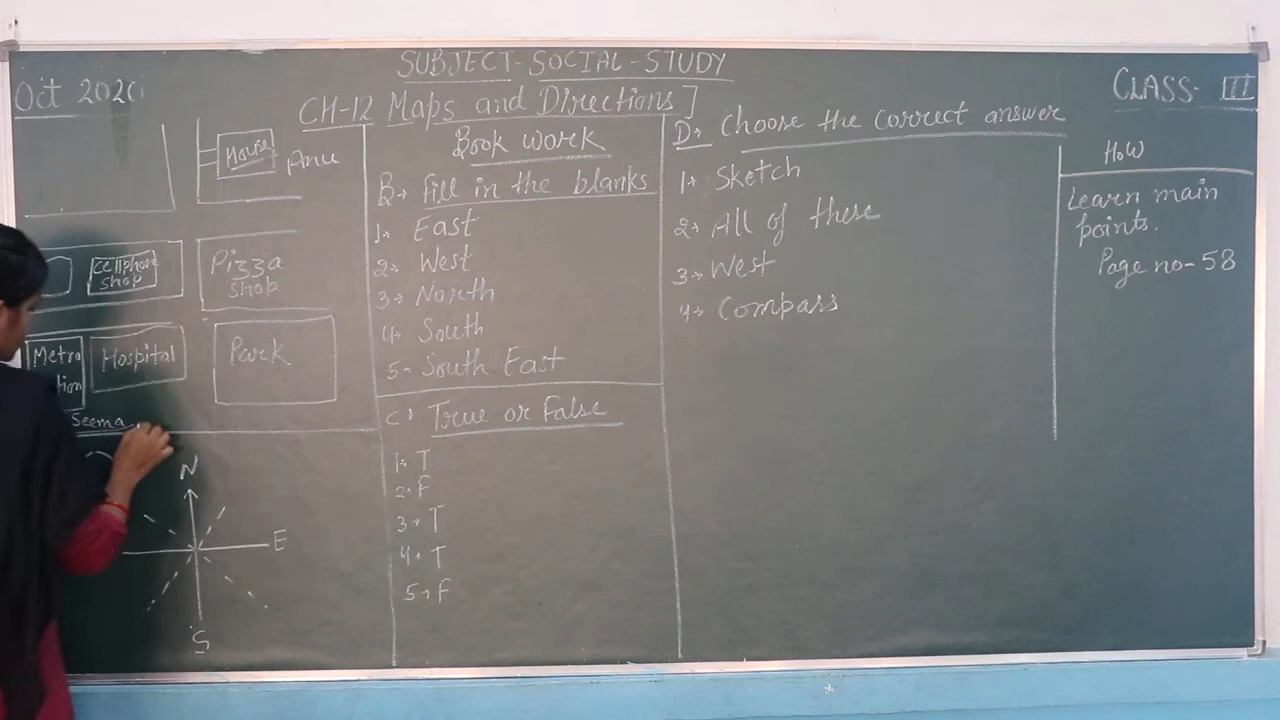 SUBJECT-SOCIAL-STUDY
Oct 2020
CH-12 Maps and Directions]
CLASS- III
House
Anu
Cellphone
Shop
Pizza
Shop
Metro
tion
Hospital
Park
Seema
N
E
S
Book work
B→ fill in the blanks
1→ East
2→ West
3→ North
4→ South
5→ South East
C' True or False
1→ T
2→ F
3→ T
4→ T
5→ F
D→ Choose the correct answer
1→ Sketch
2→ All of these
3→ West
4→ Compass
HoW
Learn main
points.
Page no-58